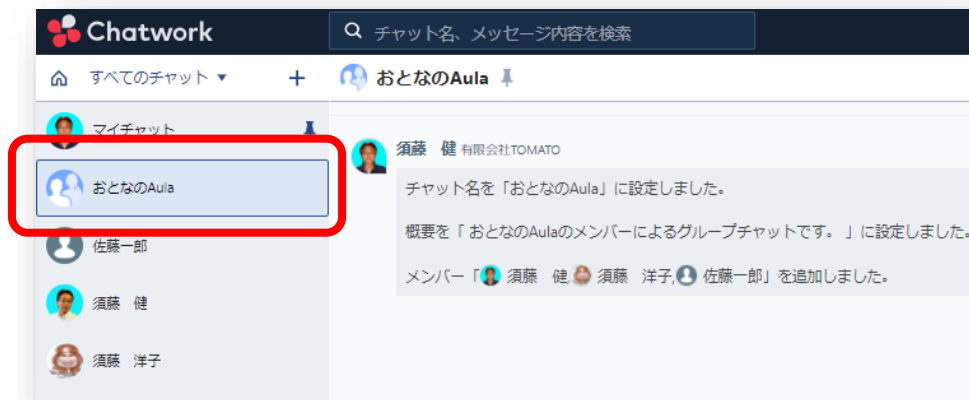 Chatwork
チャット名、メッセージ内容を検索
すべてのチャット ▼ +
おとなのAula
マイチャット
おとなのAula
佐藤一郎
須藤 健
須藤 洋子
須藤 健 有限会社TOMATO
チャット名を「おとなのAula」に設定しました。
概要を「 おとなのAulaのメンバーによるグループチャットです。 」に設定しました。
メンバー「 須藤 健, 須藤 洋子, 佐藤一郎」を追加しました。